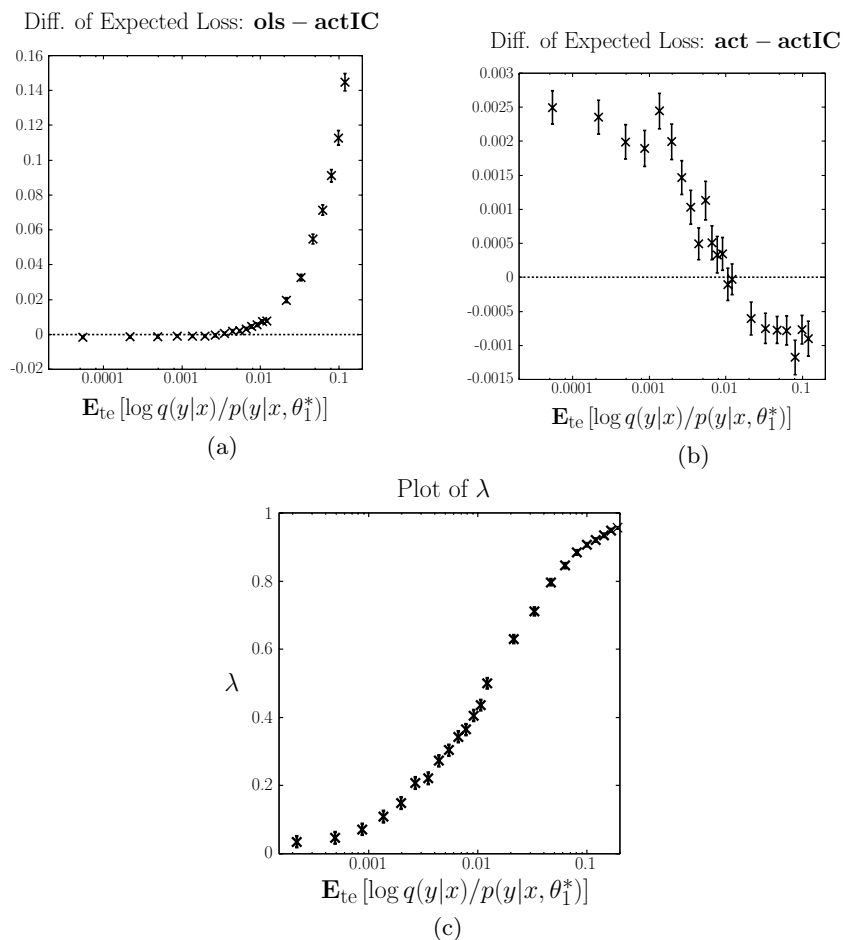 Diff. of Expected Loss: ols − actIC
0.16
0.14
0.12
0.1
0.08
0.06
0.04
0.02
0
-0.02
0.0001 0.001 0.01 0.1
E_te [log q(y|x)/p(y|x, θ₁*)]
(a)
Diff. of Expected Loss: act − actIC
0.003
0.0025
0.002
0.0015
0.001
0.0005
0
-0.0005
-0.001
-0.0015
0.0001 0.001 0.01 0.1
E_te [log q(y|x)/p(y|x, θ₁*)]
(b)
Plot of λ
1
0.8
0.6
λ
0.4
0.2
0
0.001 0.01 0.1
E_te [log q(y|x)/p(y|x, θ₁*)]
(c)